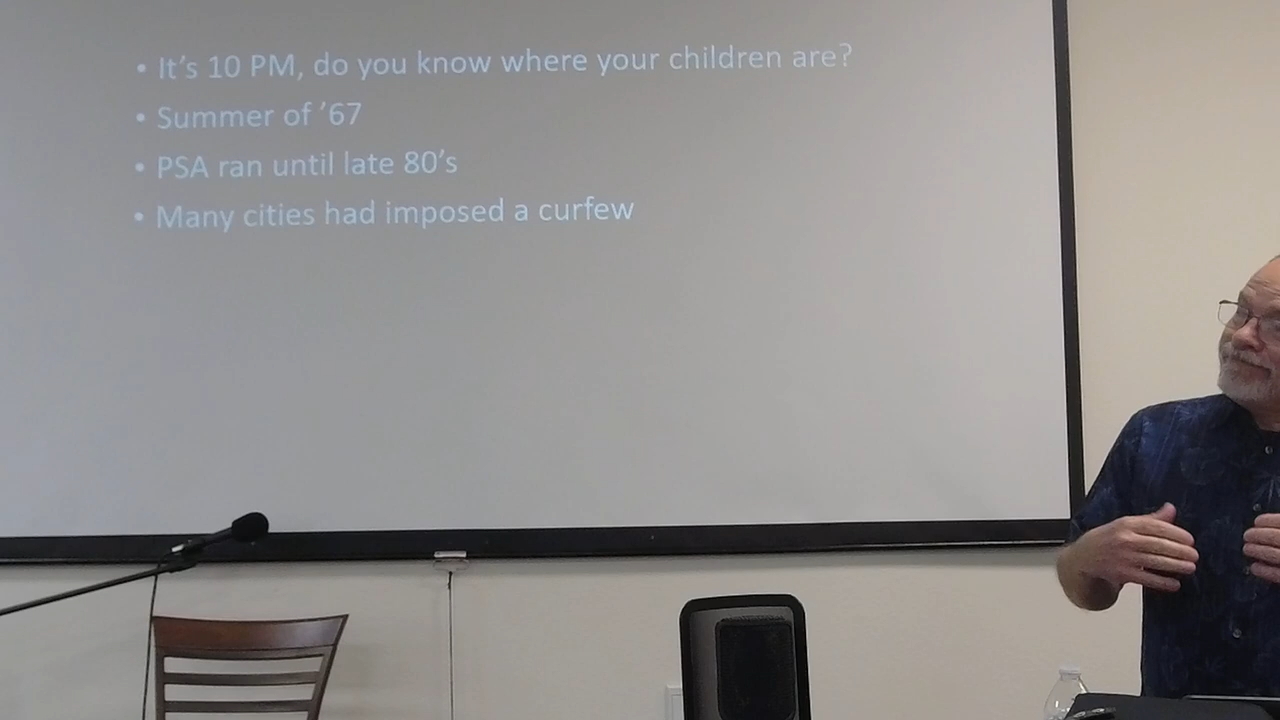 • It's 10 PM, do you know where your children are?
• Summer of '67
• PSA ran until late 80's
• Many cities had imposed a curfew